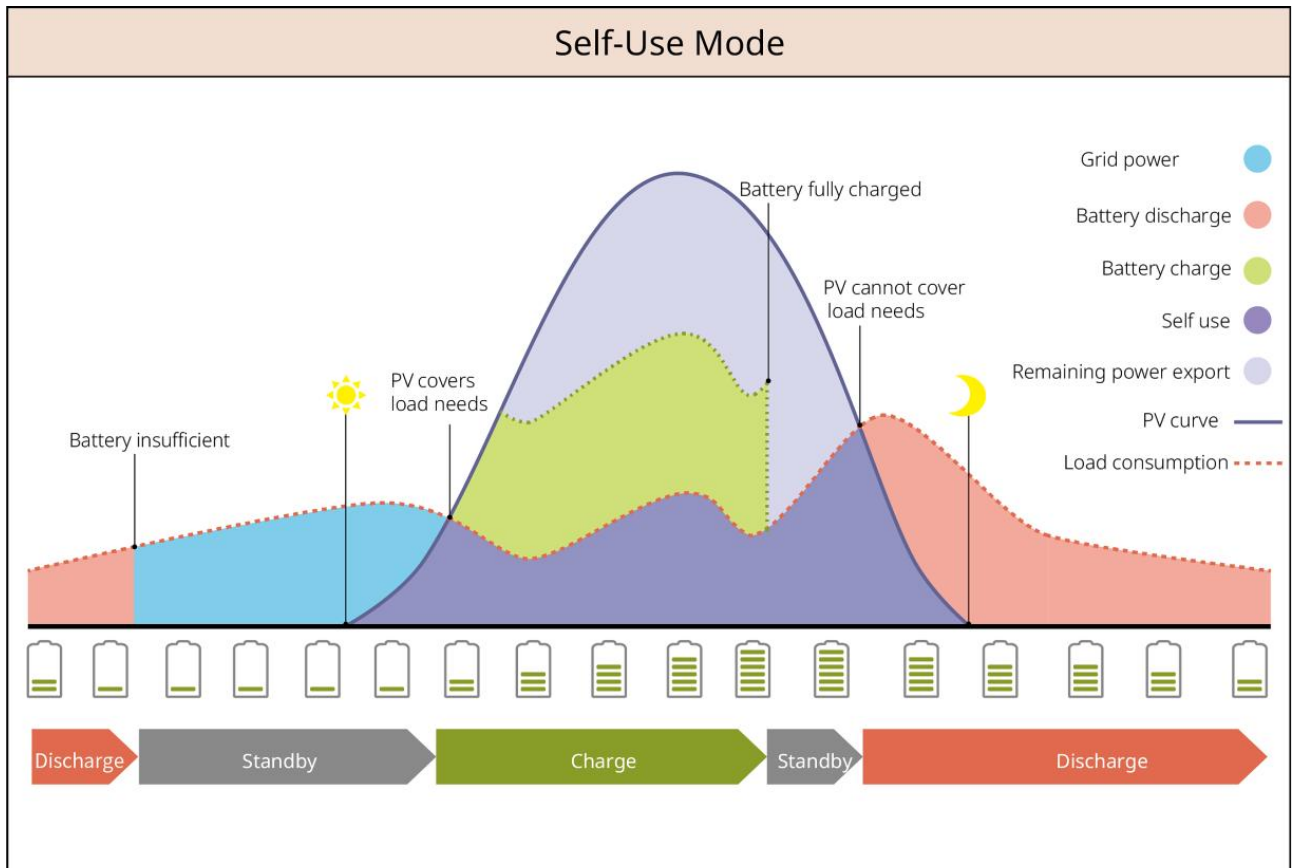 Self-Use Mode
Grid power
Battery discharge
Battery charge
Self use
Remaining power export
PV curve
Load consumption
Battery fully charged
PV cannot cover
load needs
PV covers
load needs
Battery insufficient
Discharge
Standby
Charge
Standby
Discharge